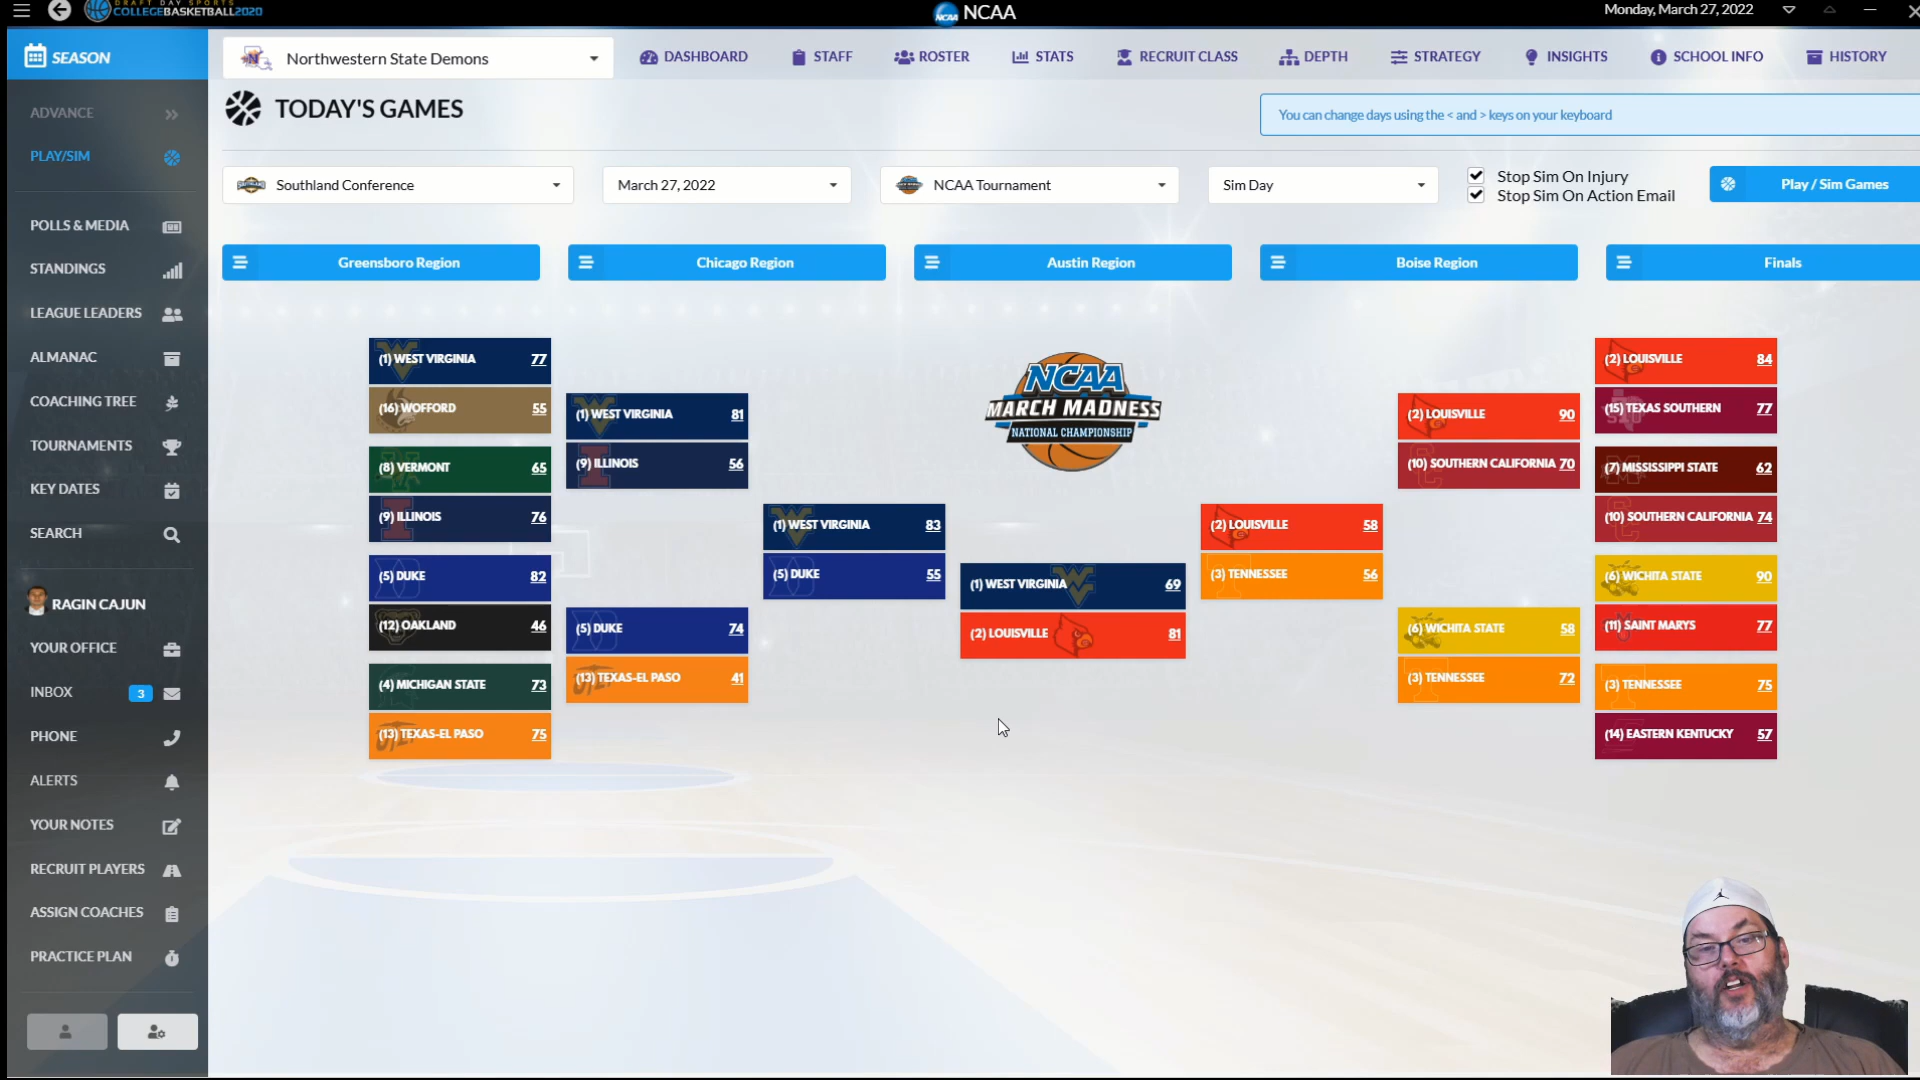 DRAFT DAY SPORTS
COLLEGEBASKETBALL2020
NCAA NCAA
Monday, March 27, 2022
SEASON
Northwestern State Demons
DASHBOARD
STAFF
ROSTER
STATS
RECRUIT CLASS
DEPTH
STRATEGY
INSIGHTS
SCHOOL INFO
HISTORY
ADVANCE
PLAY/SIM
POLLS & MEDIA
STANDINGS
LEAGUE LEADERS
ALMANAC
COACHING TREE
TOURNAMENTS
KEY DATES
SEARCH
RAGIN CAJUN
YOUR OFFICE
INBOX 3
PHONE
ALERTS
YOUR NOTES
RECRUIT PLAYERS
ASSIGN COACHES
PRACTICE PLAN
TODAY'S GAMES
You can change days using the < and > keys on your keyboard
Southland Conference
March 27, 2022
NCAA Tournament
Sim Day
Stop Sim On Injury
Stop Sim On Action Email
Play / Sim Games
Greensboro Region
Chicago Region
Austin Region
Boise Region
Finals
(1) WEST VIRGINIA 77
(16) WOFFORD 55
(8) VERMONT 65
(9) ILLINOIS 76
(5) DUKE 82
(12) OAKLAND 46
(4) MICHIGAN STATE 73
(13) TEXAS-EL PASO 75
(1) WEST VIRGINIA 81
(9) ILLINOIS 56
(5) DUKE 74
(13) TEXAS-EL PASO 41
(1) WEST VIRGINIA 83
(5) DUKE 55
NCAA
MARCH MADNESS
NATIONAL CHAMPIONSHIP
(1) WEST VIRGINIA 69
(2) LOUISVILLE 81
(2) LOUISVILLE 58
(3) TENNESSEE 56
(2) LOUISVILLE 90
(10) SOUTHERN CALIFORNIA 70
(6) WICHITA STATE 58
(3) TENNESSEE 72
(2) LOUISVILLE 84
(15) TEXAS SOUTHERN 77
(7) MISSISSIPPI STATE 62
(10) SOUTHERN CALIFORNIA 74
(6) WICHITA STATE 90
(11) SAINT MARYS 77
(3) TENNESSEE 75
(14) EASTERN KENTUCKY 57